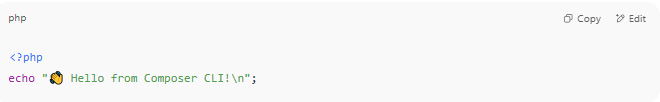 php Copy Edit
<?php
echo "👋 Hello from Composer CLI!\n";